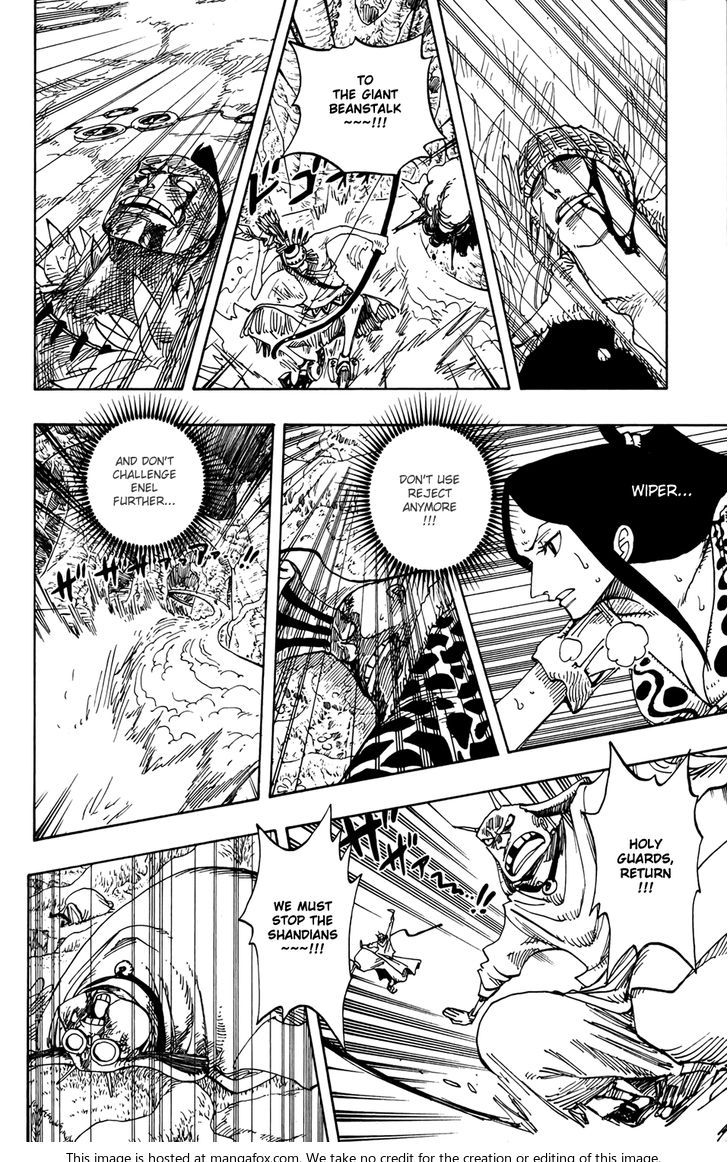 TO
THE GIANT
BEANSTALK
~~~!!!
レゴ
WIPER...
DON'T USE
REJECT
ANYMORE
!!!
AND DON'T
CHALLENGE
ENEL
FURTHER...
HOLY
GUARDS,
RETURN
!!!
WE MUST
STOP THE
SHANDIANS
~~~!!!
This image is hosted at mangafox.com. We take no credit for the creation or editing of this image.